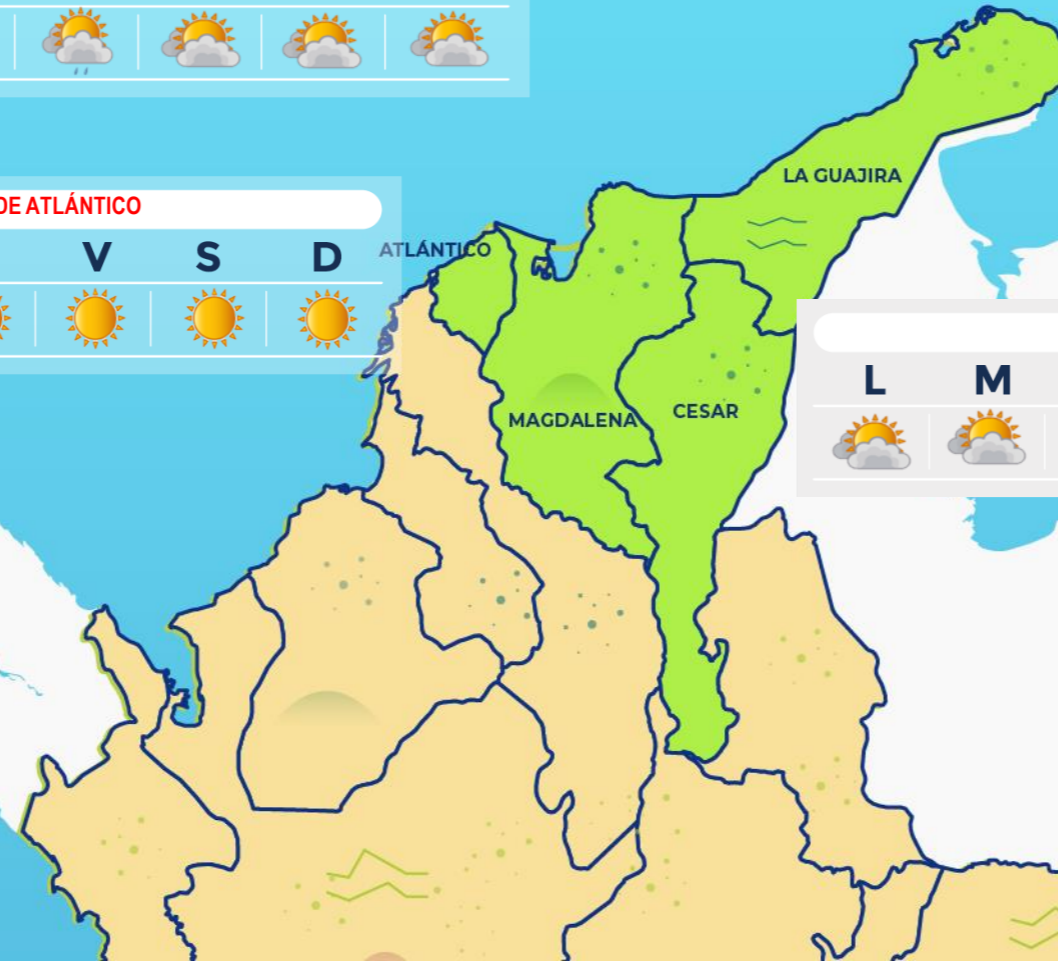 LA GUAJIRA
DE ATLÁNTICO
V S D
ATLÁNTICO
L M
MAGDALENA
CESAR